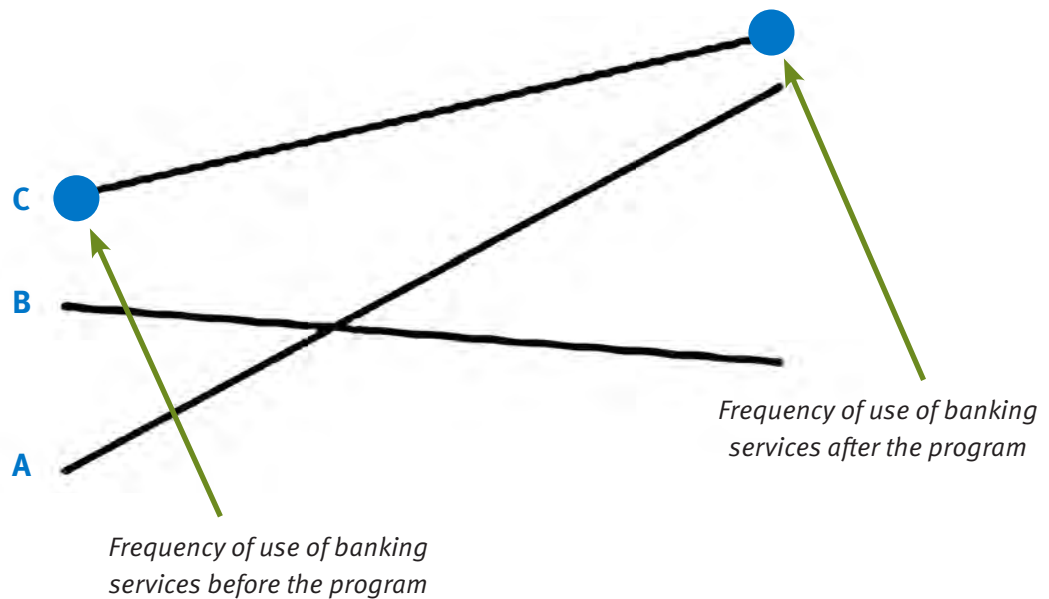 C
B
A
Frequency of use of banking
services after the program
Frequency of use of banking
services before the program